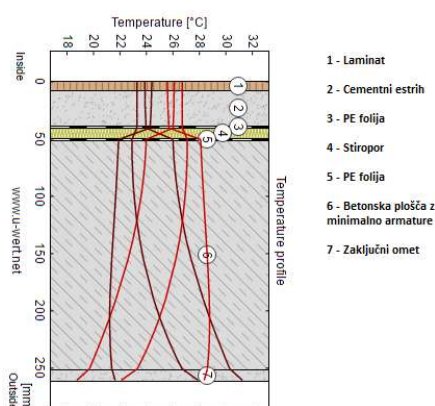 Temperature [°C]
18 20 22 24 26 28 30 32
Inside
0
50
100
150
200
250
[mm
Outside
www.u-wert.net
Temperature profile
1
2
3
4
5
6
7
1 - Laminat
2 - Cementni estrih
3 - PE folija
4 - Stiropor
5 - PE folija
6 - Betonska plošča z
minimalno armature
7 - Zaključni omet